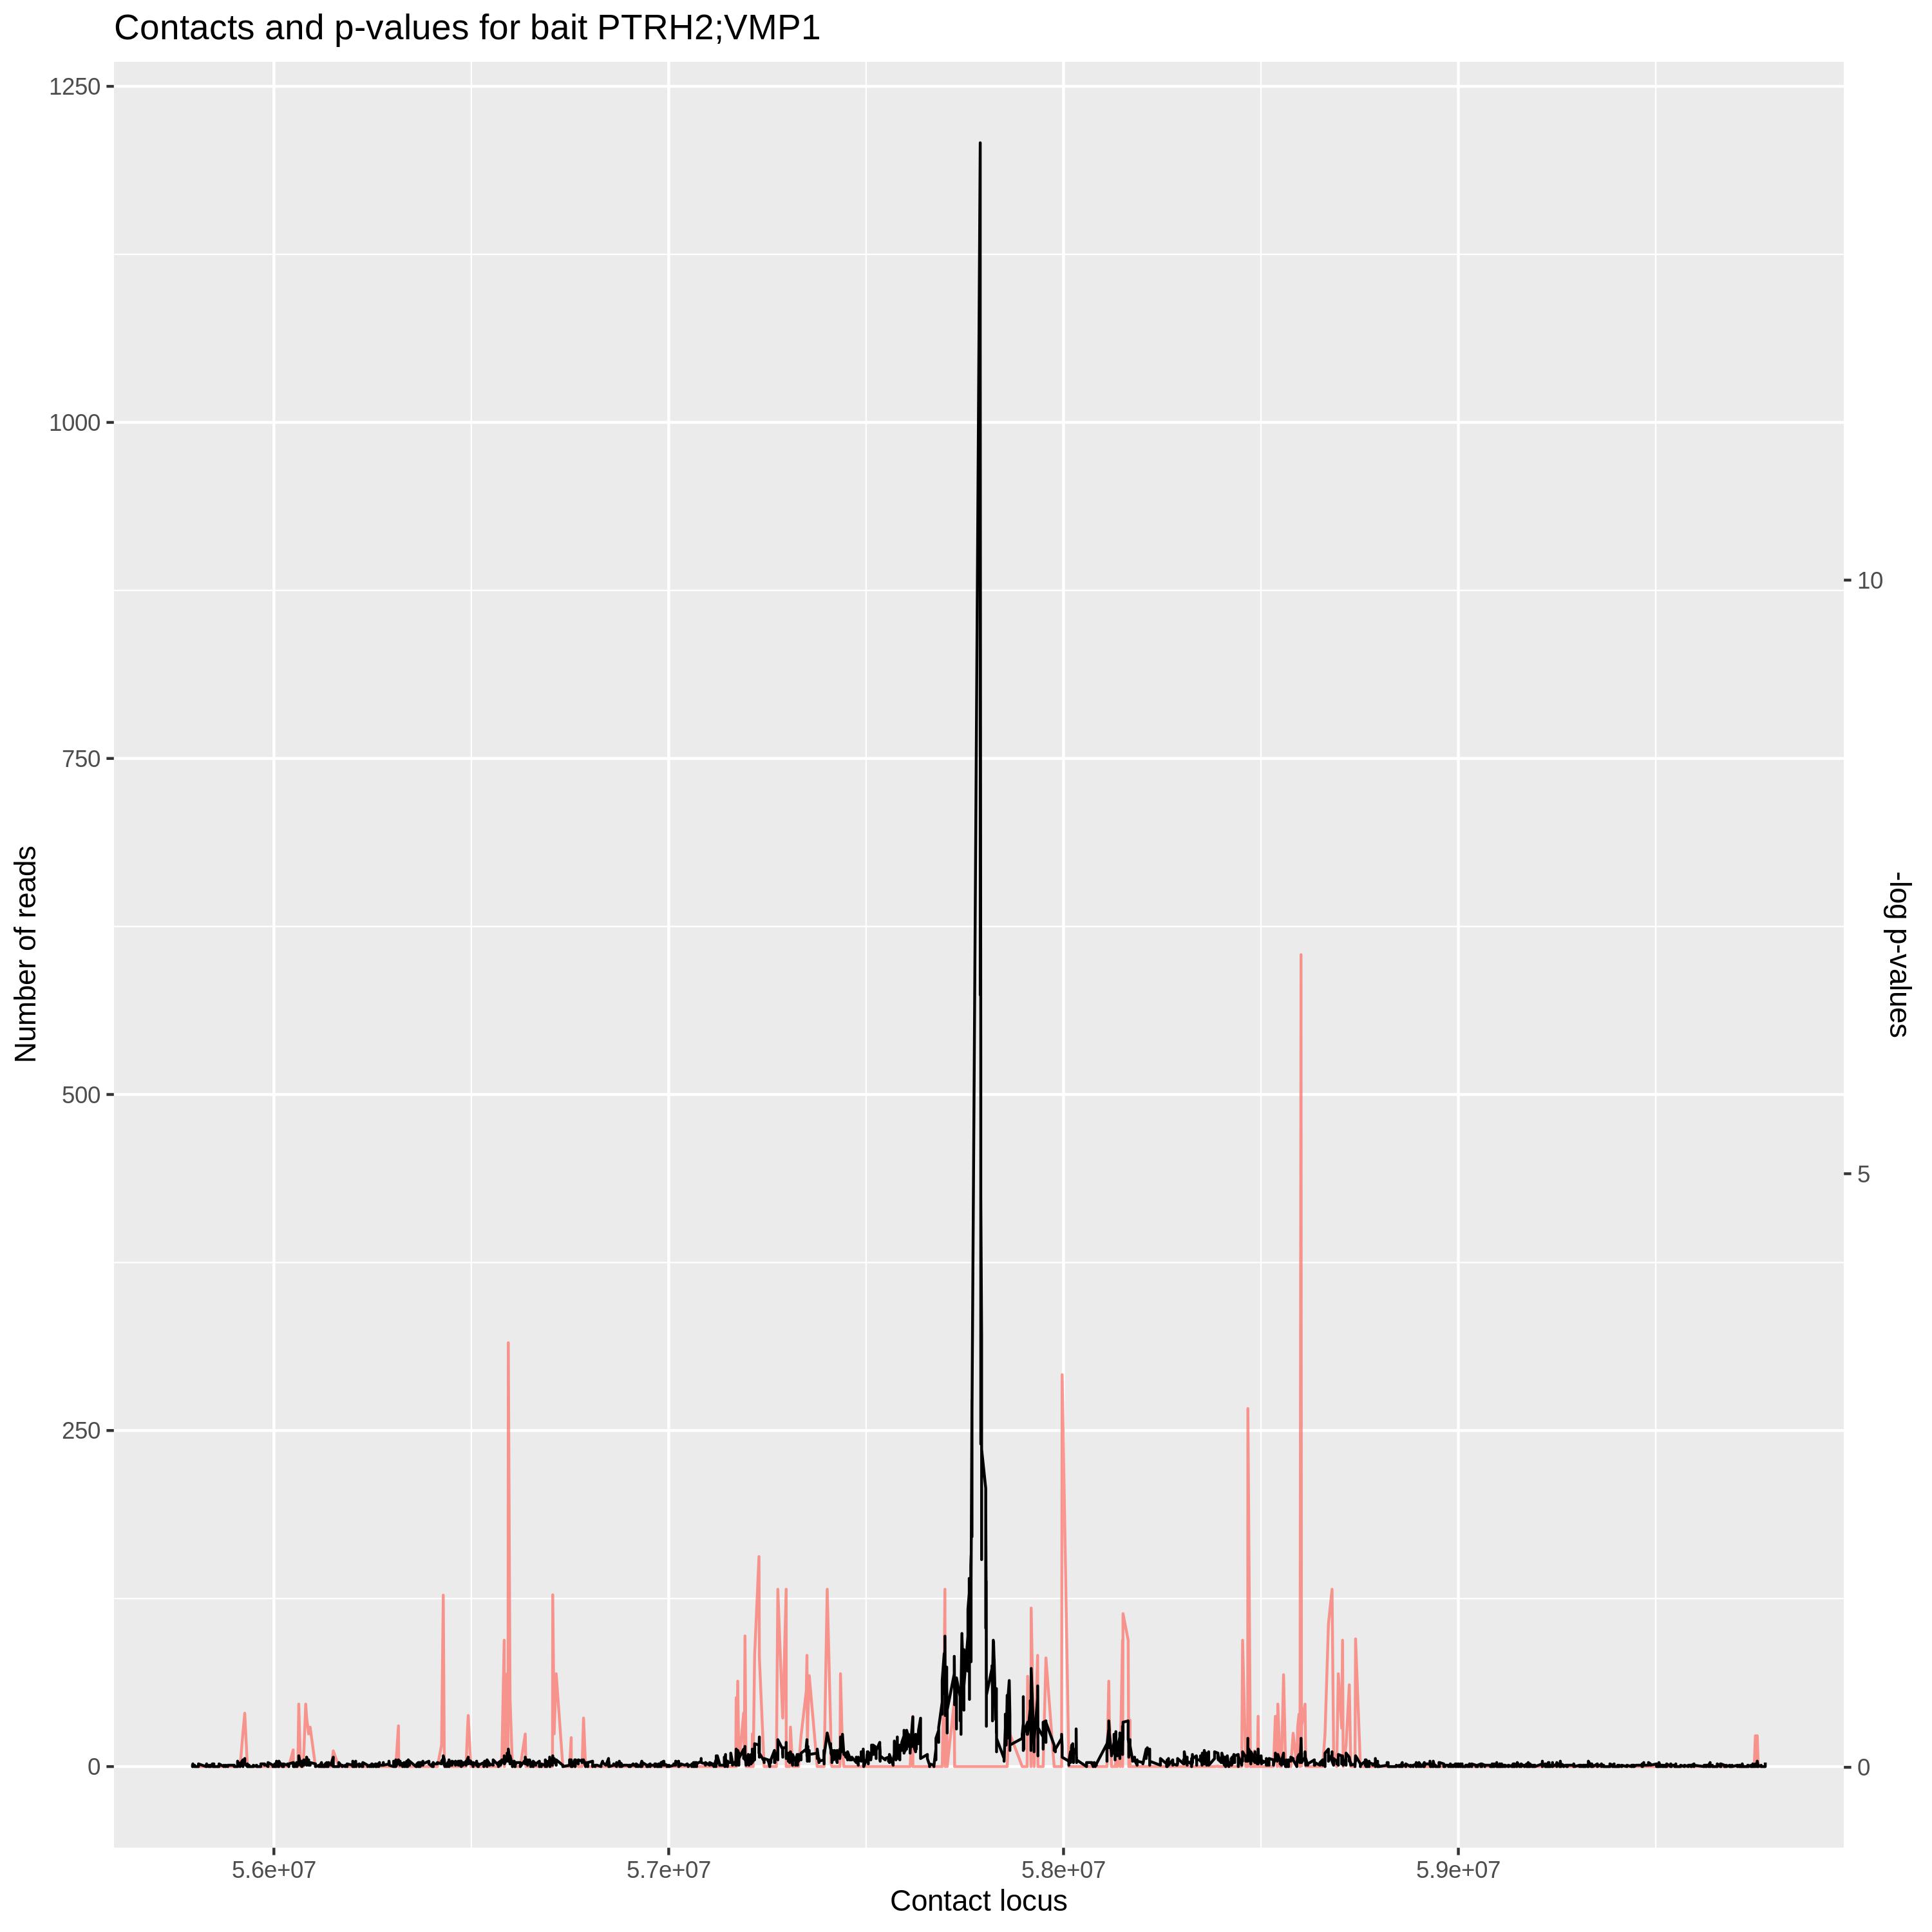 Contacts and p-values for bait PTRH2;VMP1
1250
1000
750
500
250
0
Number of reads
10
5
0
-log p-values
5.6e+07
5.7e+07
5.8e+07
5.9e+07
Contact locus